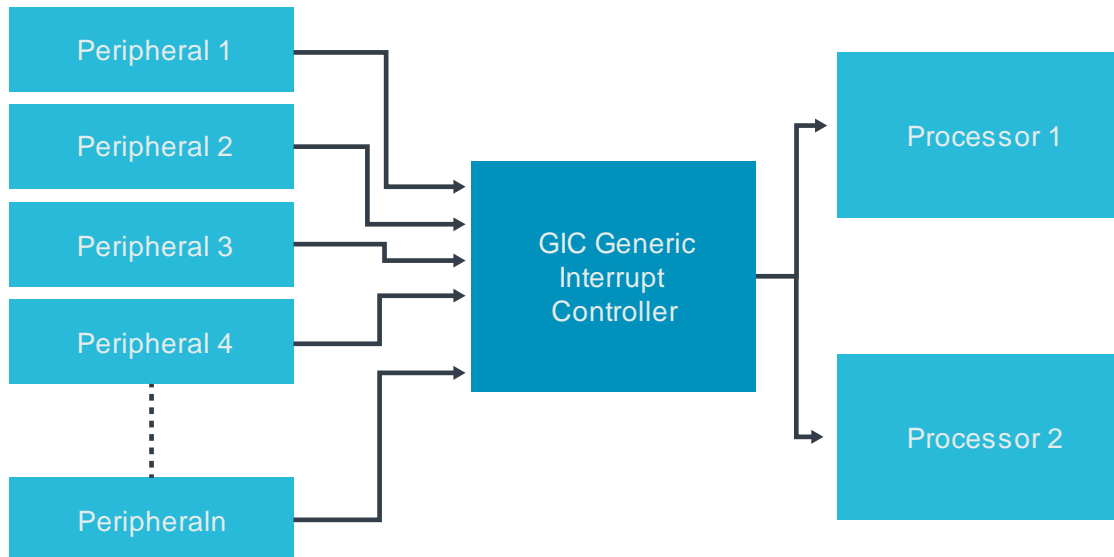 Peripheral 1
Peripheral 2
Peripheral 3
Peripheral 4
Peripheraln
GIC Generic
Interrupt
Controller
Processor 1
Processor 2